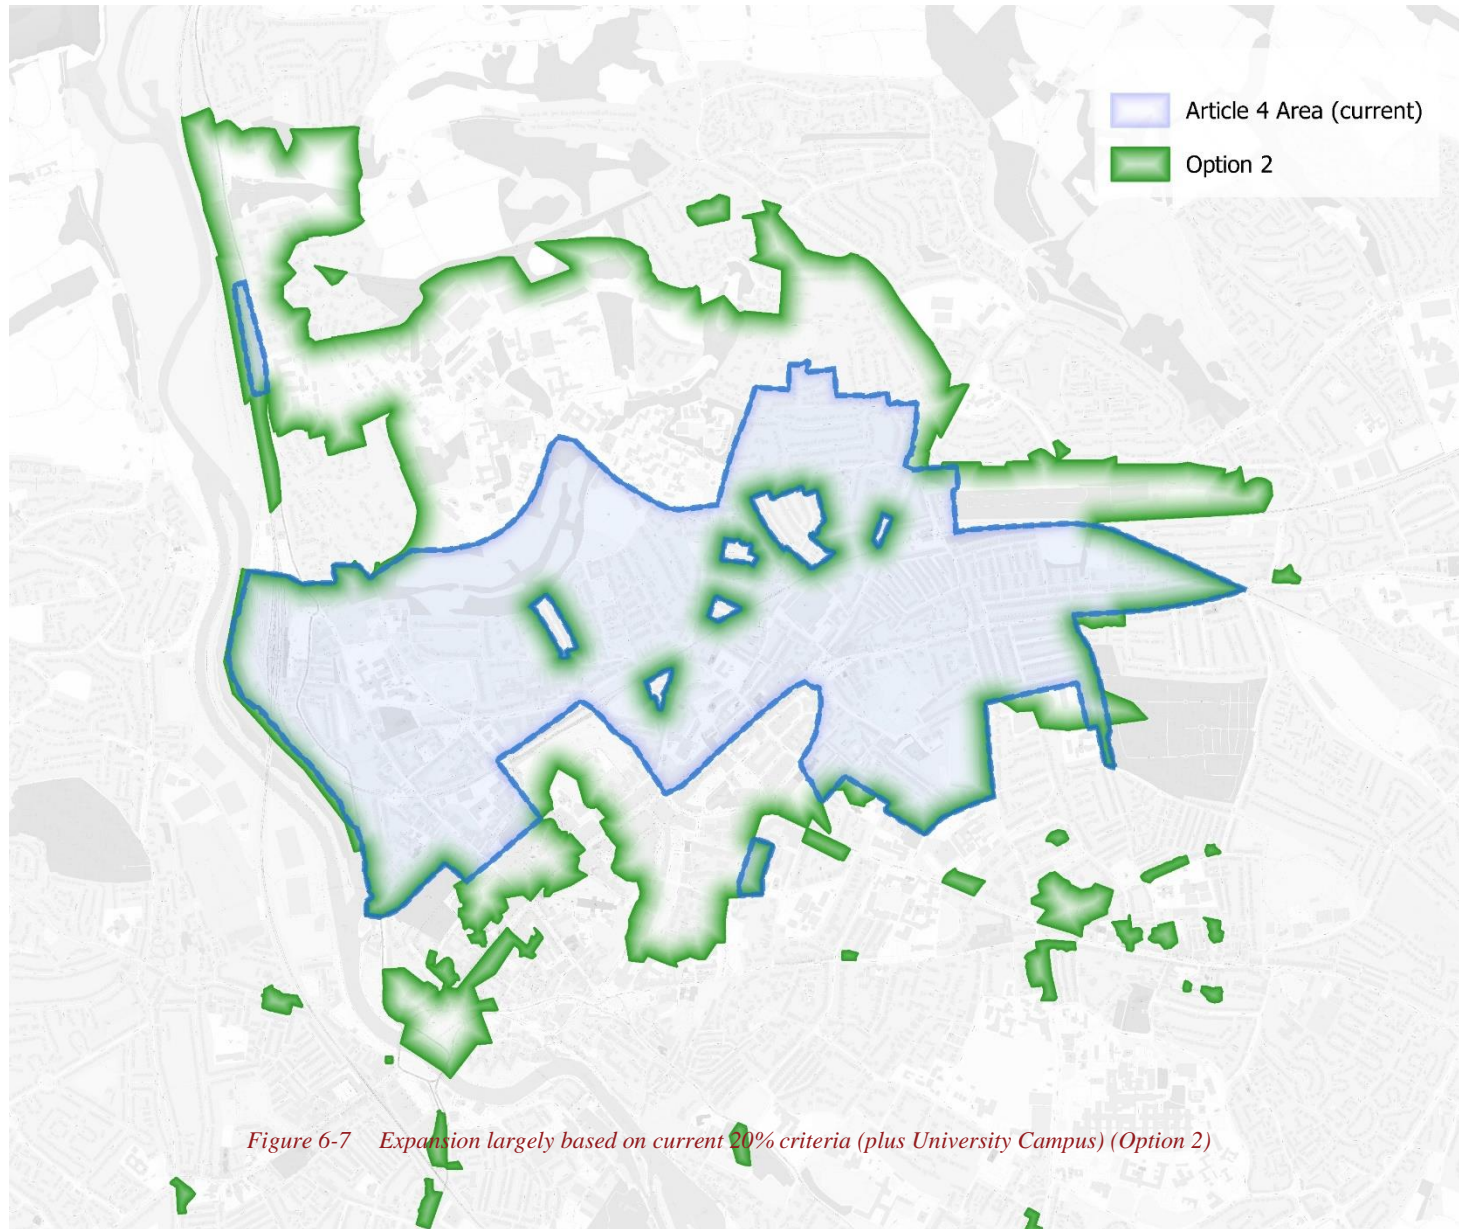 Article 4 Area (current)
Option 2
Figure 6-7 Expansion largely based on current 20% criteria (plus University Campus) (Option 2)